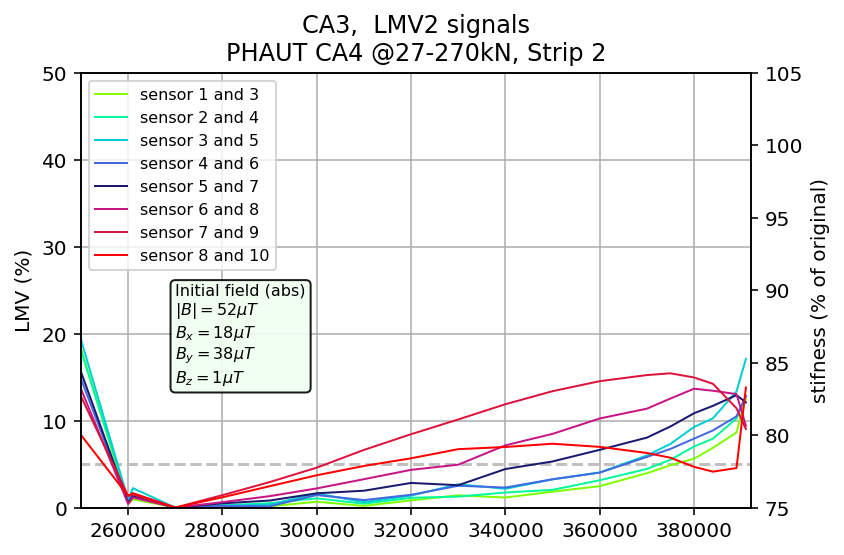 CA3,  LMV2 signals
PHAUT CA4 @27-270kN, Strip 2
LMV (%)
50
40
30
20
10
0
sensor 1 and 3
sensor 2 and 4
sensor 3 and 5
sensor 4 and 6
sensor 5 and 7
sensor 6 and 8
sensor 7 and 9
sensor 8 and 10
Initial field (abs)
|B| = 52μT
Bₓ = 18μT
B_y = 38μT
B_z = 1μT
105
100
95
90
85
80
75
stifness (% of original)
260000 280000 300000 320000 340000 360000 380000